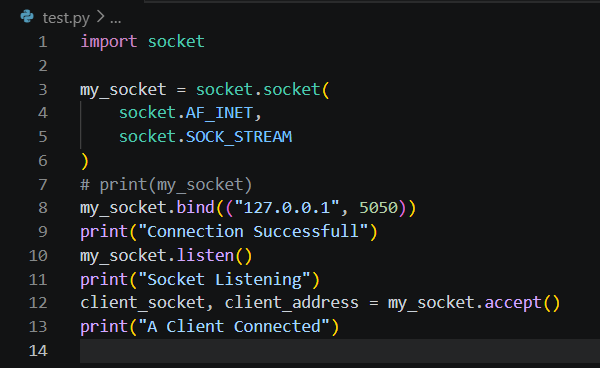 test.py > ...
1 import socket
2
3 my_socket = socket.socket(
4     socket.AF_INET,
5     socket.SOCK_STREAM
6 )
7 # print(my_socket)
8 my_socket.bind(("127.0.0.1", 5050))
9 print("Connection Successfull")
10 my_socket.listen()
11 print("Socket Listening")
12 client_socket, client_address = my_socket.accept()
13 print("A Client Connected")
14